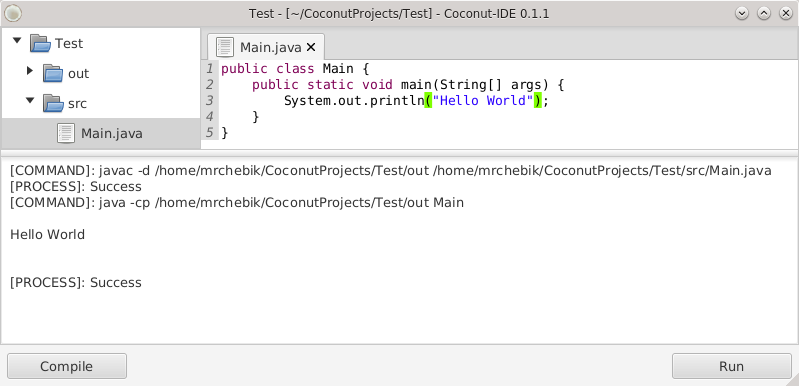 Test - [~/CoconutProjects/Test] - Coconut-IDE 0.1.1
Test
out
src
Main.java
Main.java
1 public class Main {
2     public static void main(String[] args) {
3         System.out.println("Hello World");
4     }
5 }
[COMMAND]: javac -d /home/mrchebik/CoconutProjects/Test/out /home/mrchebik/CoconutProjects/Test/src/Main.java
[PROCESS]: Success
[COMMAND]: java -cp /home/mrchebik/CoconutProjects/Test/out Main
Hello World
[PROCESS]: Success
Compile
Run